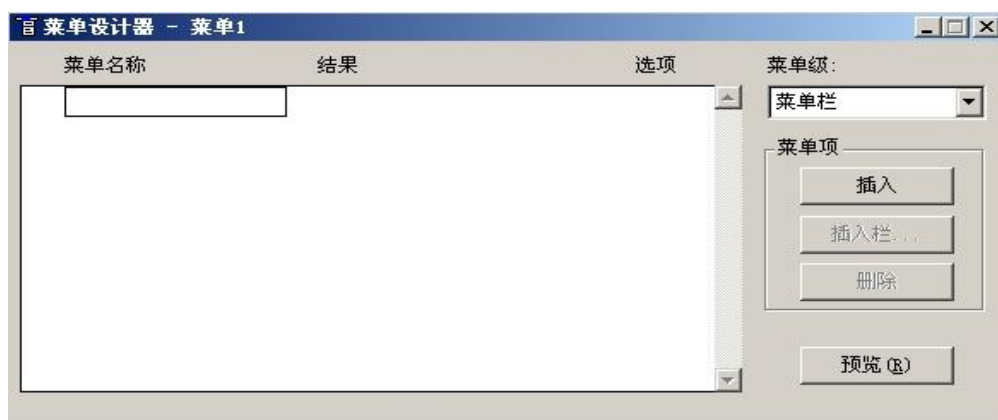 菜单设计器 - 菜单1
菜单名称 结果 选项 菜单级:
菜单栏
菜单项
插入
插入栏...
删除
预览(R)